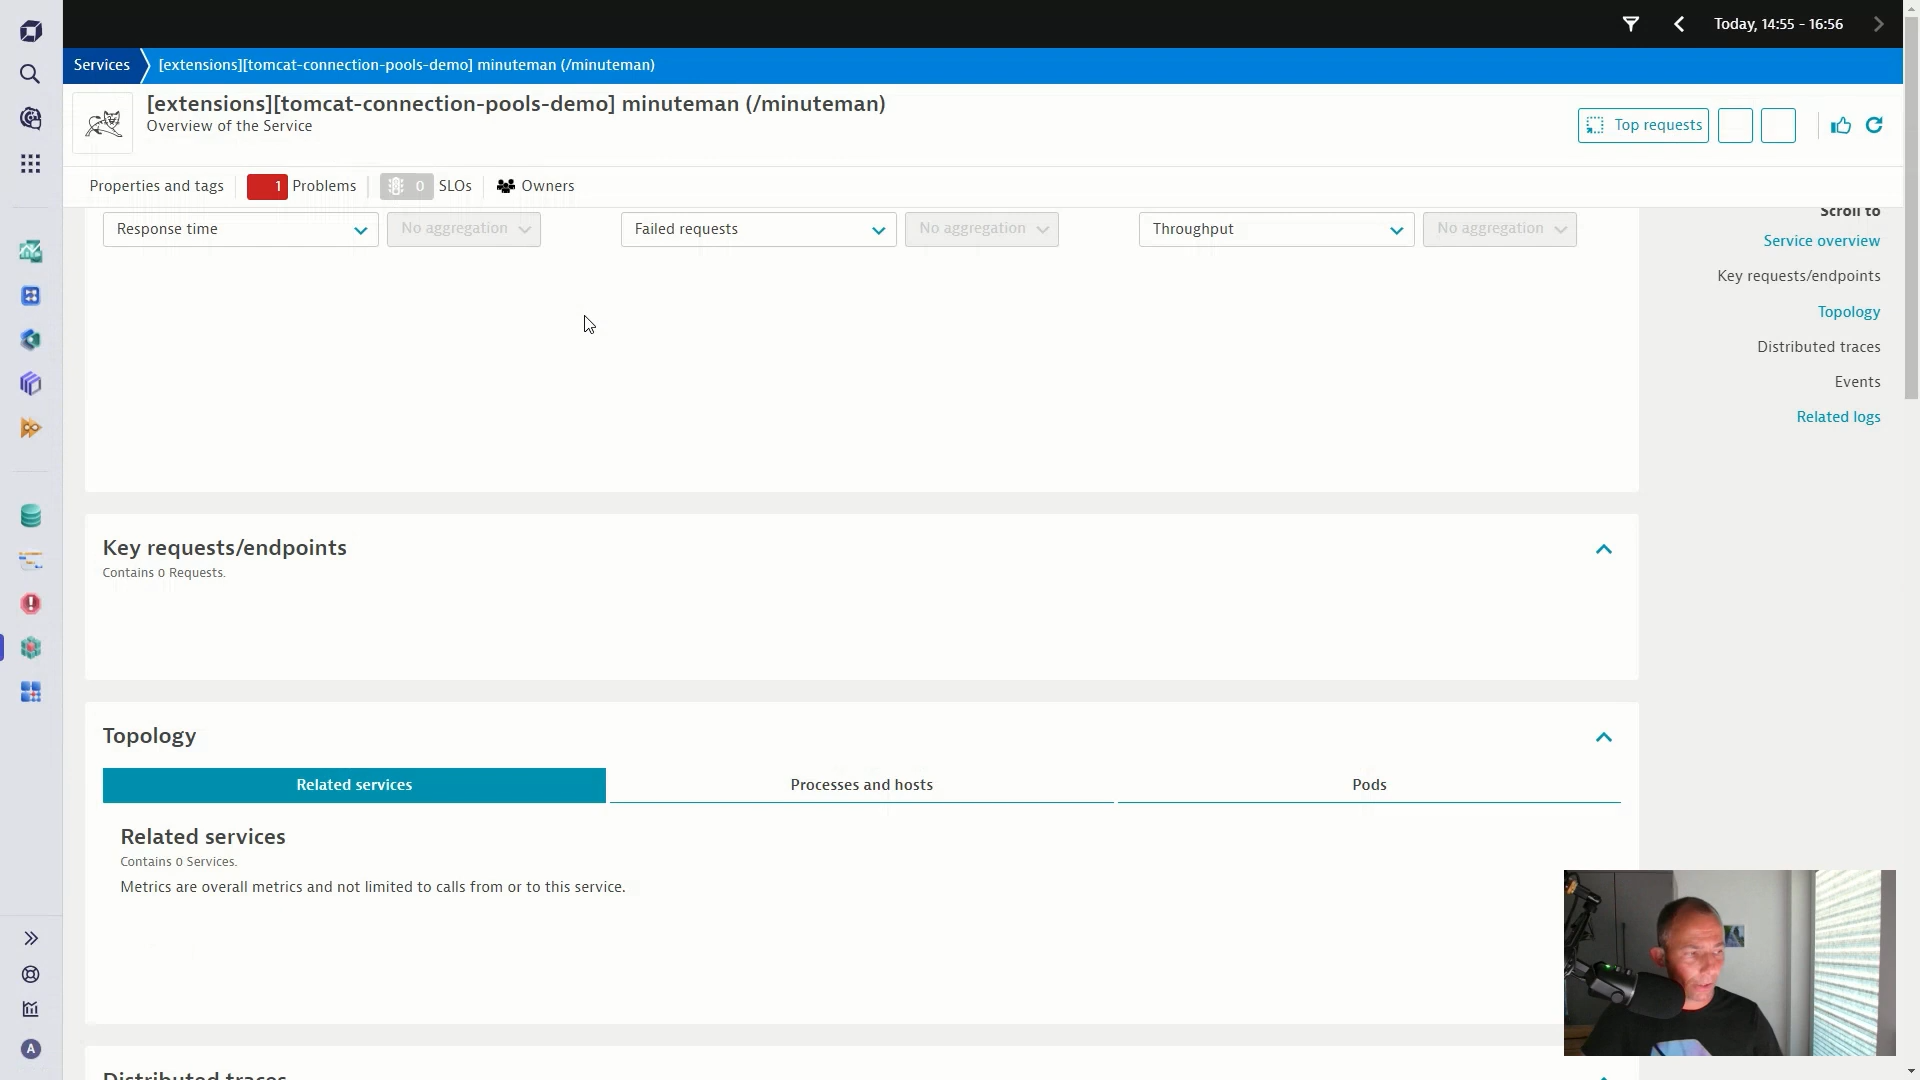 Today, 14:55 - 16:56
Services
[extensions][tomcat-connection-pools-demo] minuteman (/minuteman)
[extensions][tomcat-connection-pools-demo] minuteman (/minuteman)
Overview of the Service
Top requests
Properties and tags
1 Problems
0 SLOs
Owners
Response time
No aggregation
Failed requests
No aggregation
Throughput
No aggregation
Scroll to
Service overview
Key requests/endpoints
Topology
Distributed traces
Events
Related logs
Key requests/endpoints
Contains 0 Requests.
Topology
Related services
Processes and hosts
Pods
Related services
Contains 0 Services.
Metrics are overall metrics and not limited to calls from or to this service.
Distributed traces
A